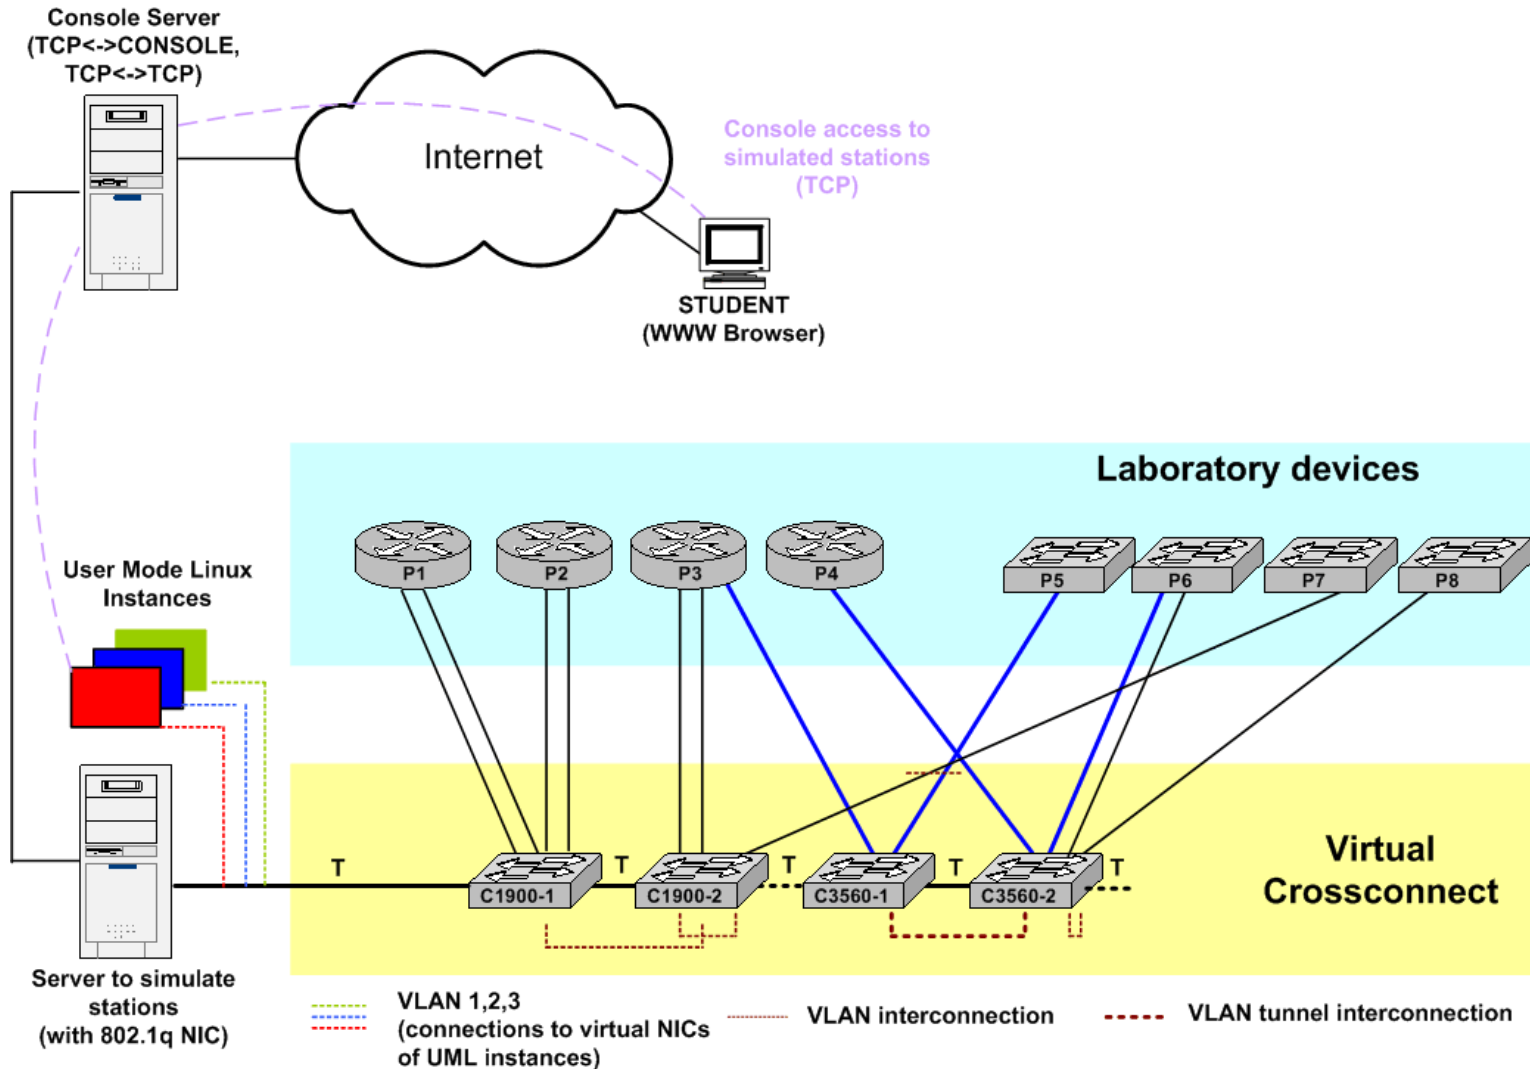 Console Server
(TCP<->CONSOLE,
TCP<->TCP)
Internet
Console access to
simulated stations
(TCP)
STUDENT
(WWW Browser)
Laboratory devices
P1
P2
P3
P4
P5
P6
P7
P8
User Mode Linux
Instances
T
T
T
T
T
C1900-1
C1900-2
C3560-1
C3560-2
Virtual
Crossconnect
Server to simulate
stations
(with 802.1q NIC)
VLAN 1,2,3
(connections to virtual NICs
of UML instances)
VLAN interconnection
VLAN tunnel interconnection